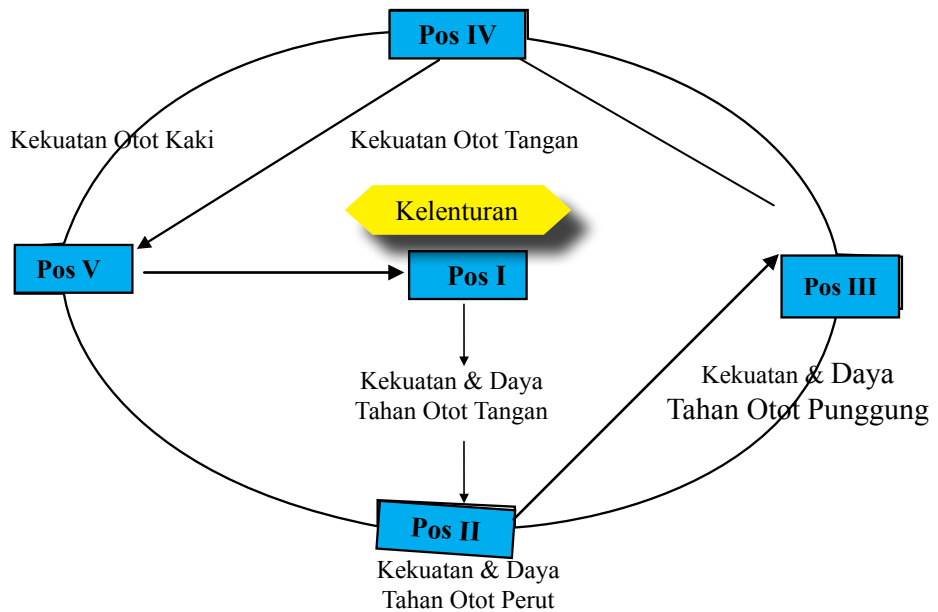 Pos IV
Kekuatan Otot Kaki
Kekuatan Otot Tangan
Kelenturan
Pos V
Pos I
Pos III
Kekuatan & Daya
Tahan Otot Tangan
Kekuatan & Daya
Tahan Otot Punggung
Pos II
Kekuatan & Daya
Tahan Otot Perut